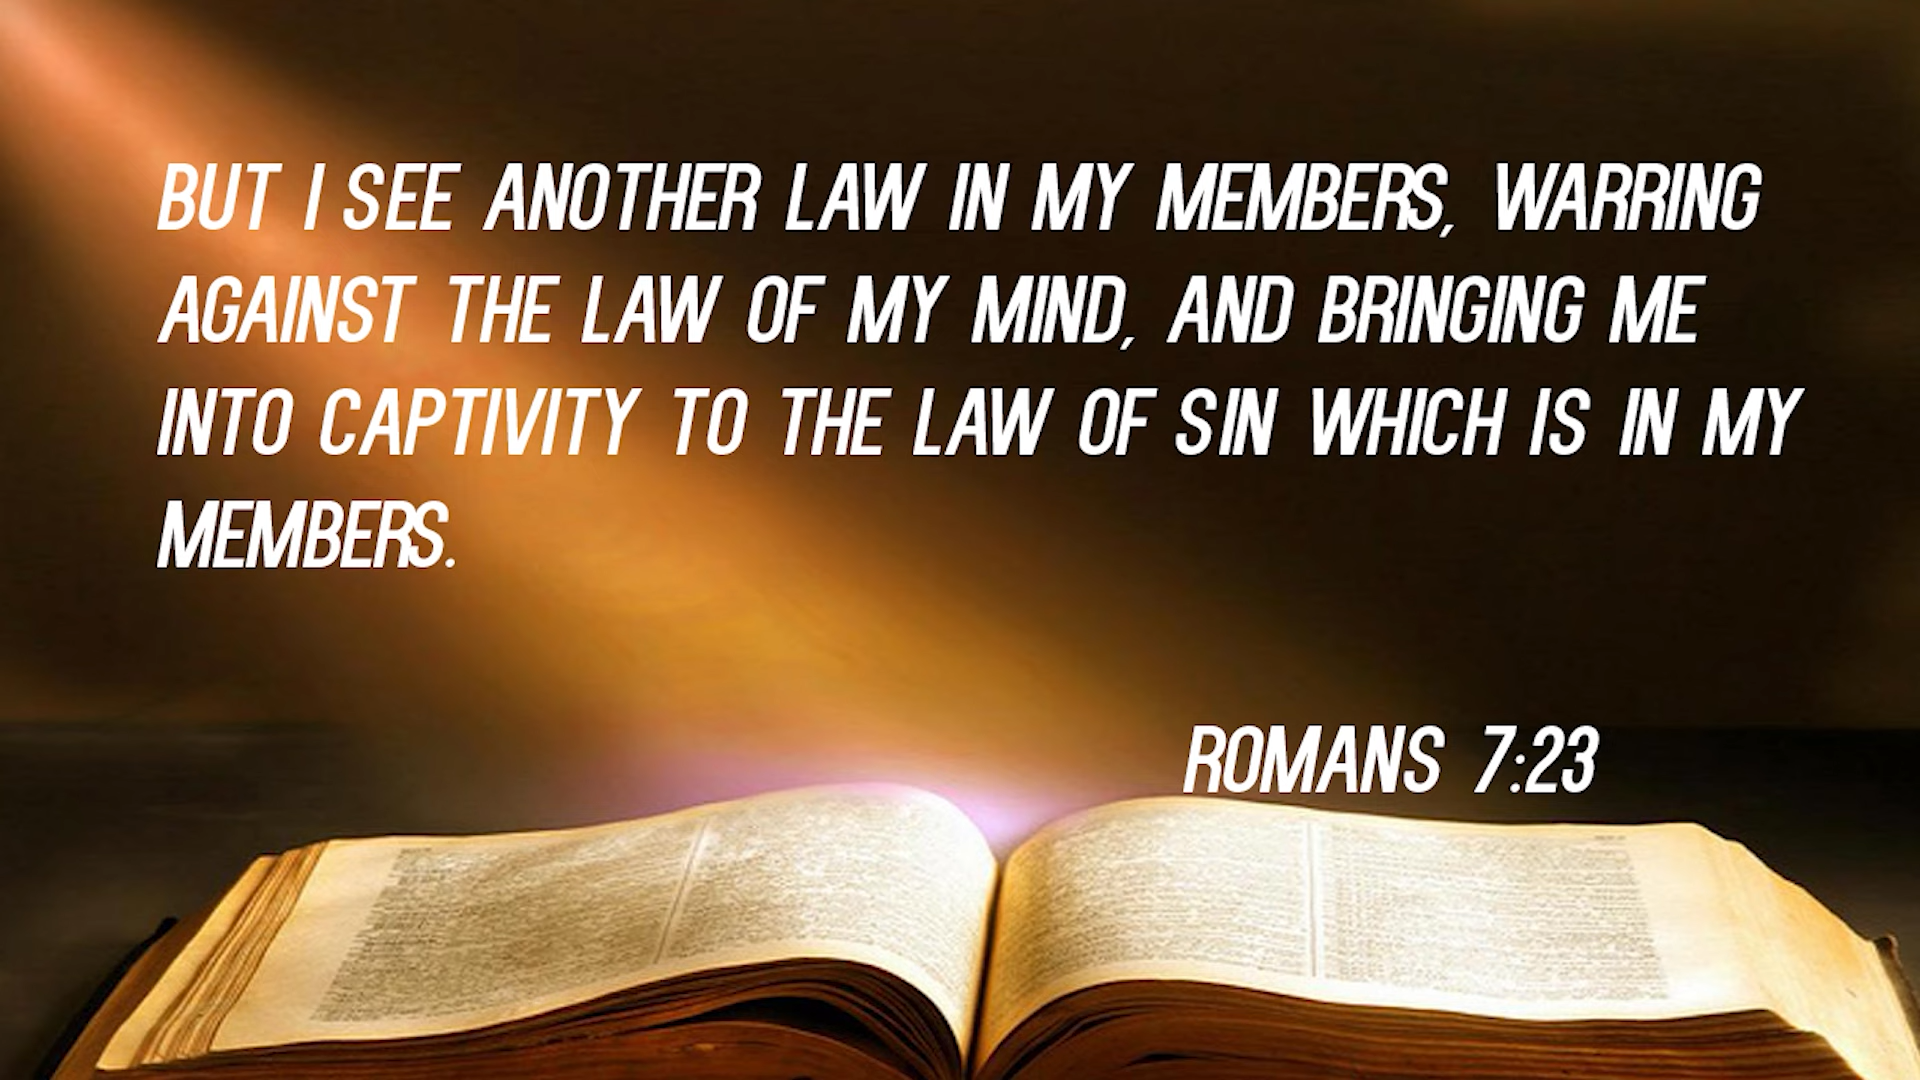 BUT I SEE ANOTHER LAW IN MY MEMBERS, WARRING
AGAINST THE LAW OF MY MIND, AND BRINGING ME
INTO CAPTIVITY TO THE LAW OF SIN WHICH IS IN MY
MEMBERS.
ROMANS 7:23